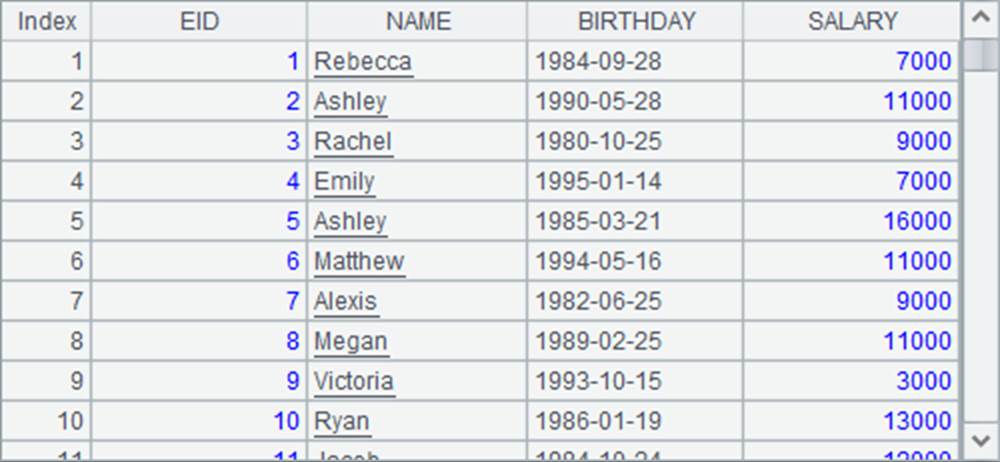 Index EID NAME BIRTHDAY SALARY
1 1 Rebecca 1984-09-28 7000
2 2 Ashley 1990-05-28 11000
3 3 Rachel 1980-10-25 9000
4 4 Emily 1995-01-14 7000
5 5 Ashley 1985-03-21 16000
6 6 Matthew 1994-05-16 11000
7 7 Alexis 1982-06-25 9000
8 8 Megan 1989-02-25 11000
9 9 Victoria 1993-10-15 3000
10 10 Ryan 1986-01-19 13000
11 11 Jacob